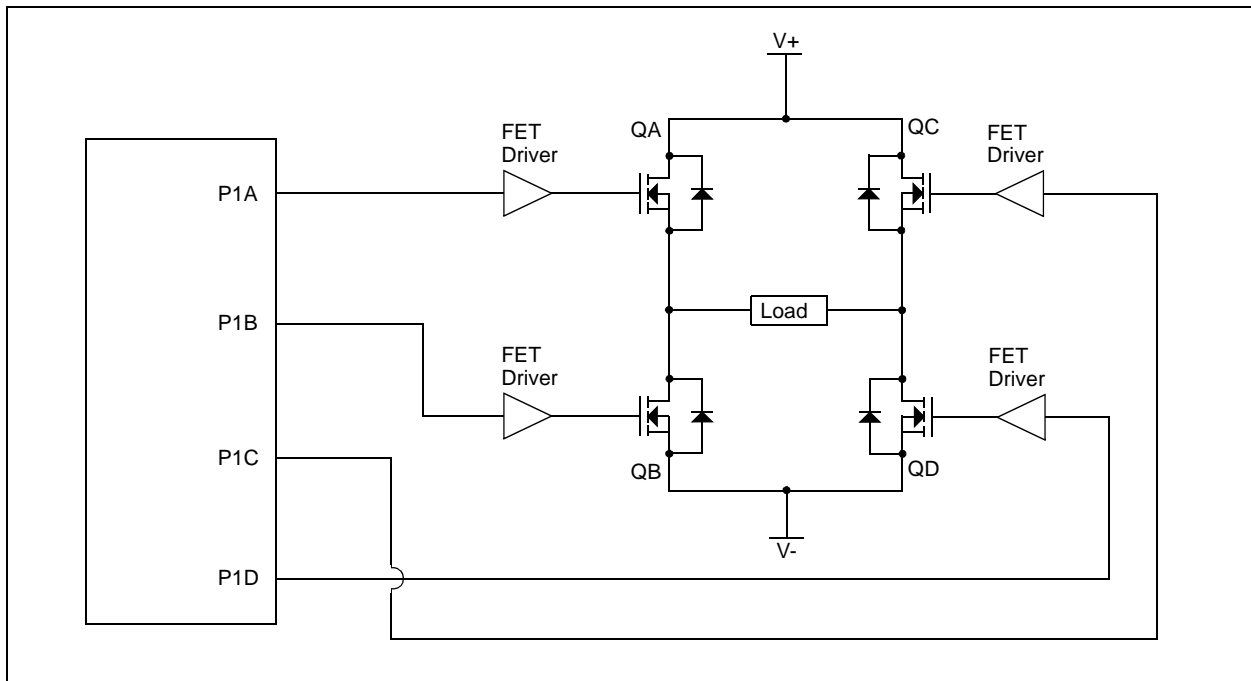 V+
FET
Driver
QA
QC
FET
Driver
P1A
P1B
Load
FET
Driver
FET
Driver
P1C
QB
QD
V-
P1D